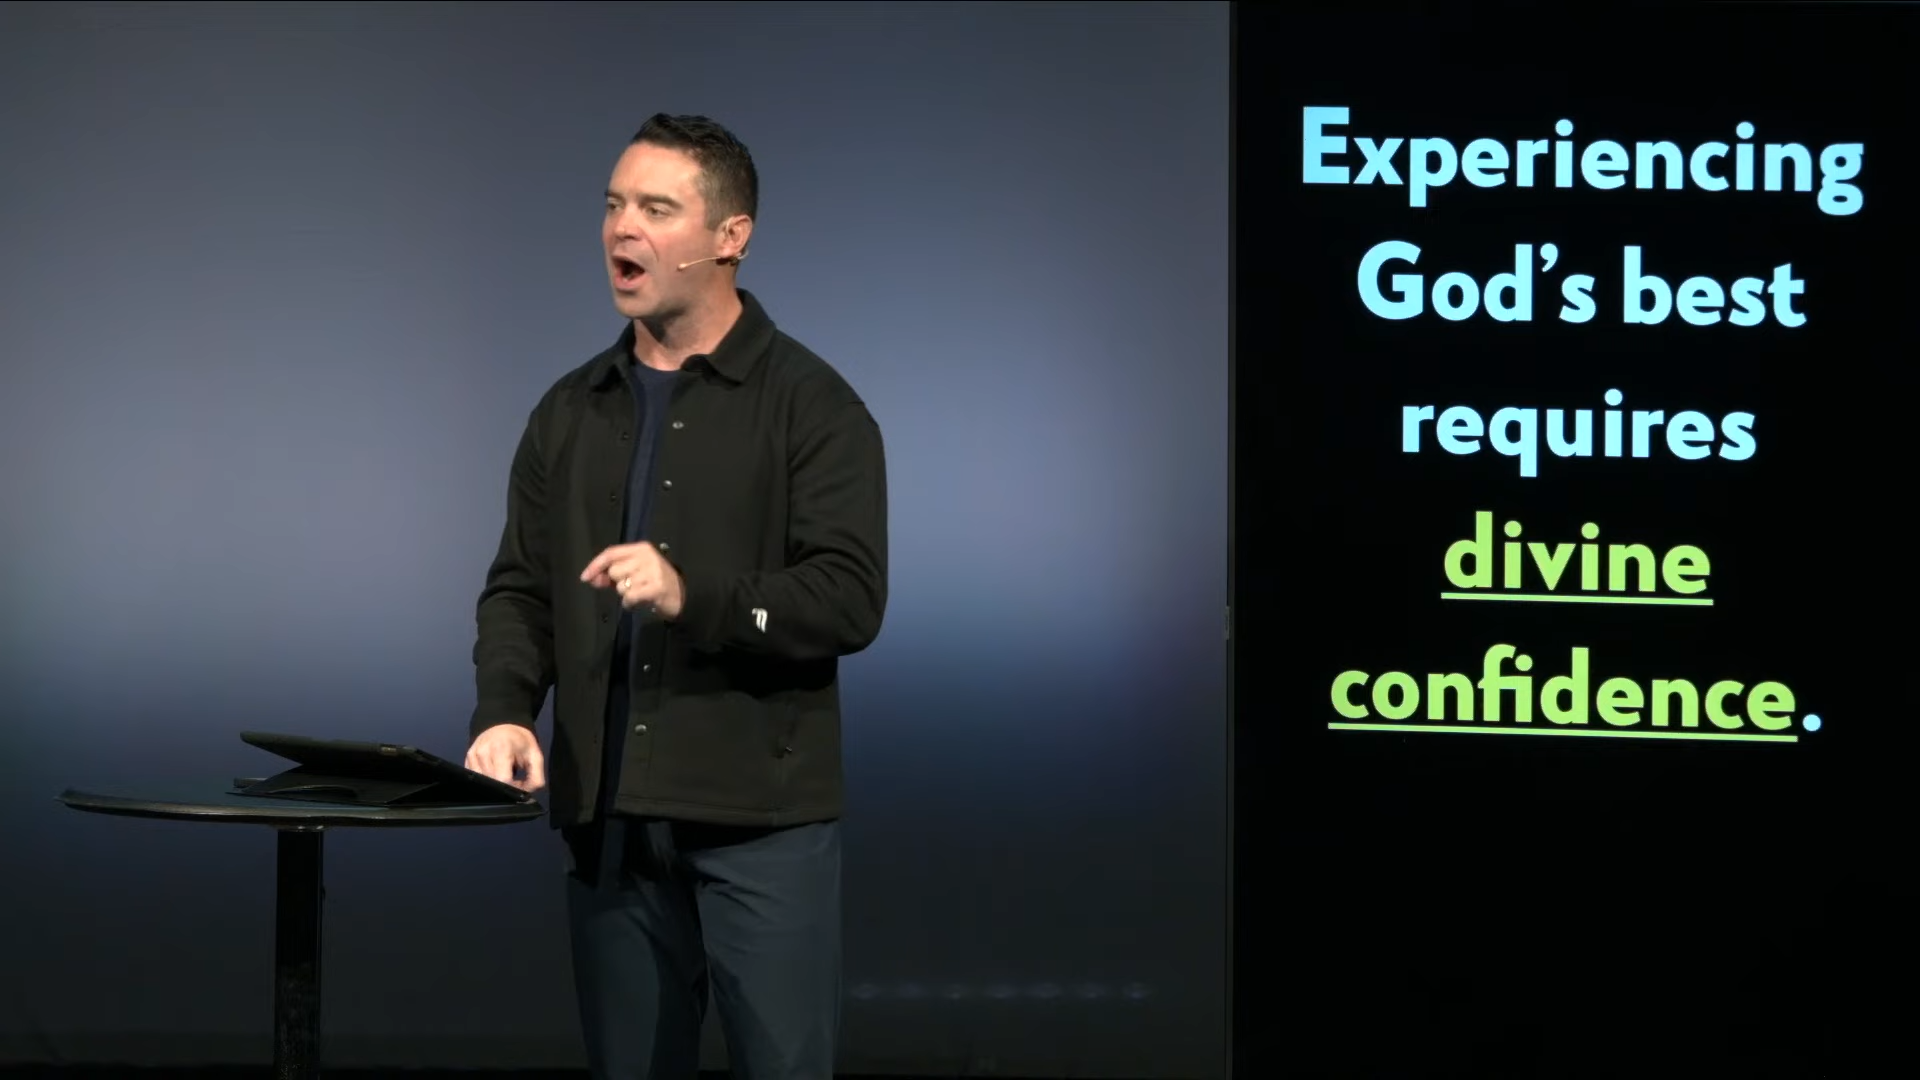 Experiencing
God’s best
requires
divine
confidence.